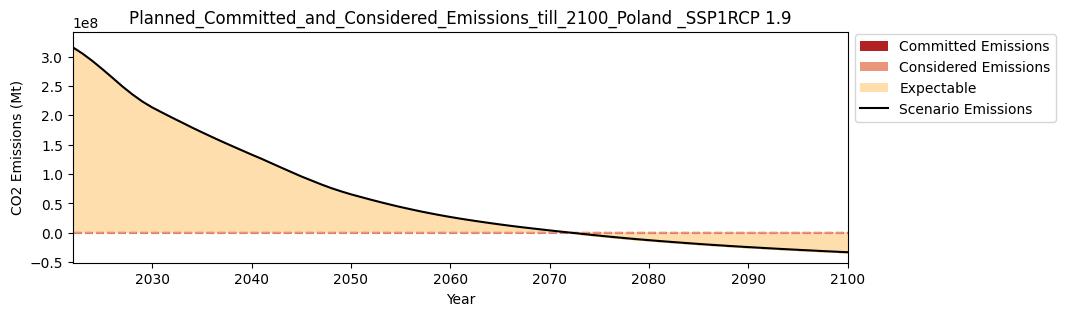 Planned_Committed_and_Considered_Emissions_till_2100_Poland _SSP1RCP 1.9
1e8
3.0
2.5
2.0
1.5
1.0
0.5
0.0
−0.5
CO2 Emissions (Mt)
2030 2040 2050 2060 2070 2080 2090 2100
Year
Committed Emissions
Considered Emissions
Expectable
Scenario Emissions